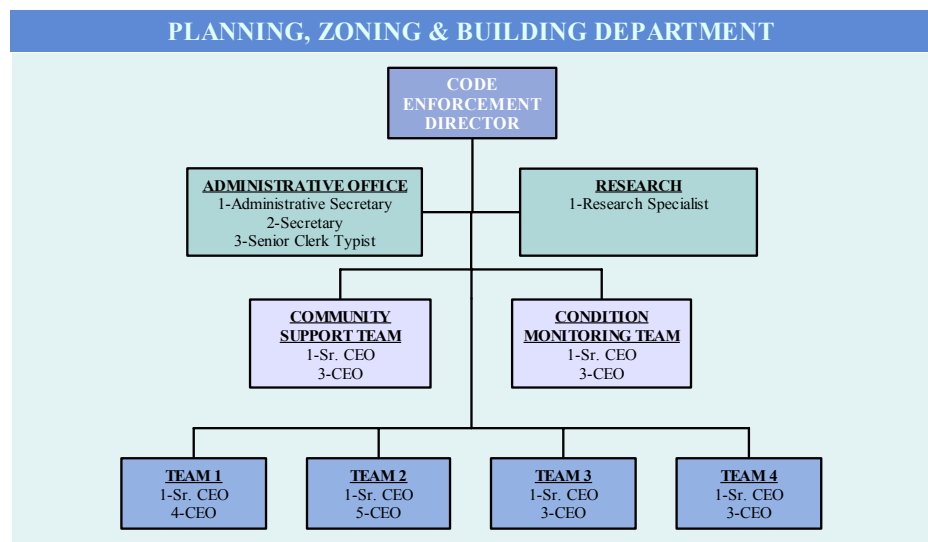 PLANNING, ZONING & BUILDING DEPARTMENT
CODE
ENFORCEMENT
DIRECTOR
ADMINISTRATIVE OFFICE
1-Administrative Secretary
2-Secretary
3-Senior Clerk Typist
RESEARCH
1-Research Specialist
COMMUNITY
SUPPORT TEAM
1-Sr. CEO
3-CEO
CONDITION
MONITORING TEAM
1-Sr. CEO
3-CEO
TEAM 1
1-Sr. CEO
4-CEO
TEAM 2
1-Sr. CEO
5-CEO
TEAM 3
1-Sr. CEO
3-CEO
TEAM 4
1-Sr. CEO
3-CEO